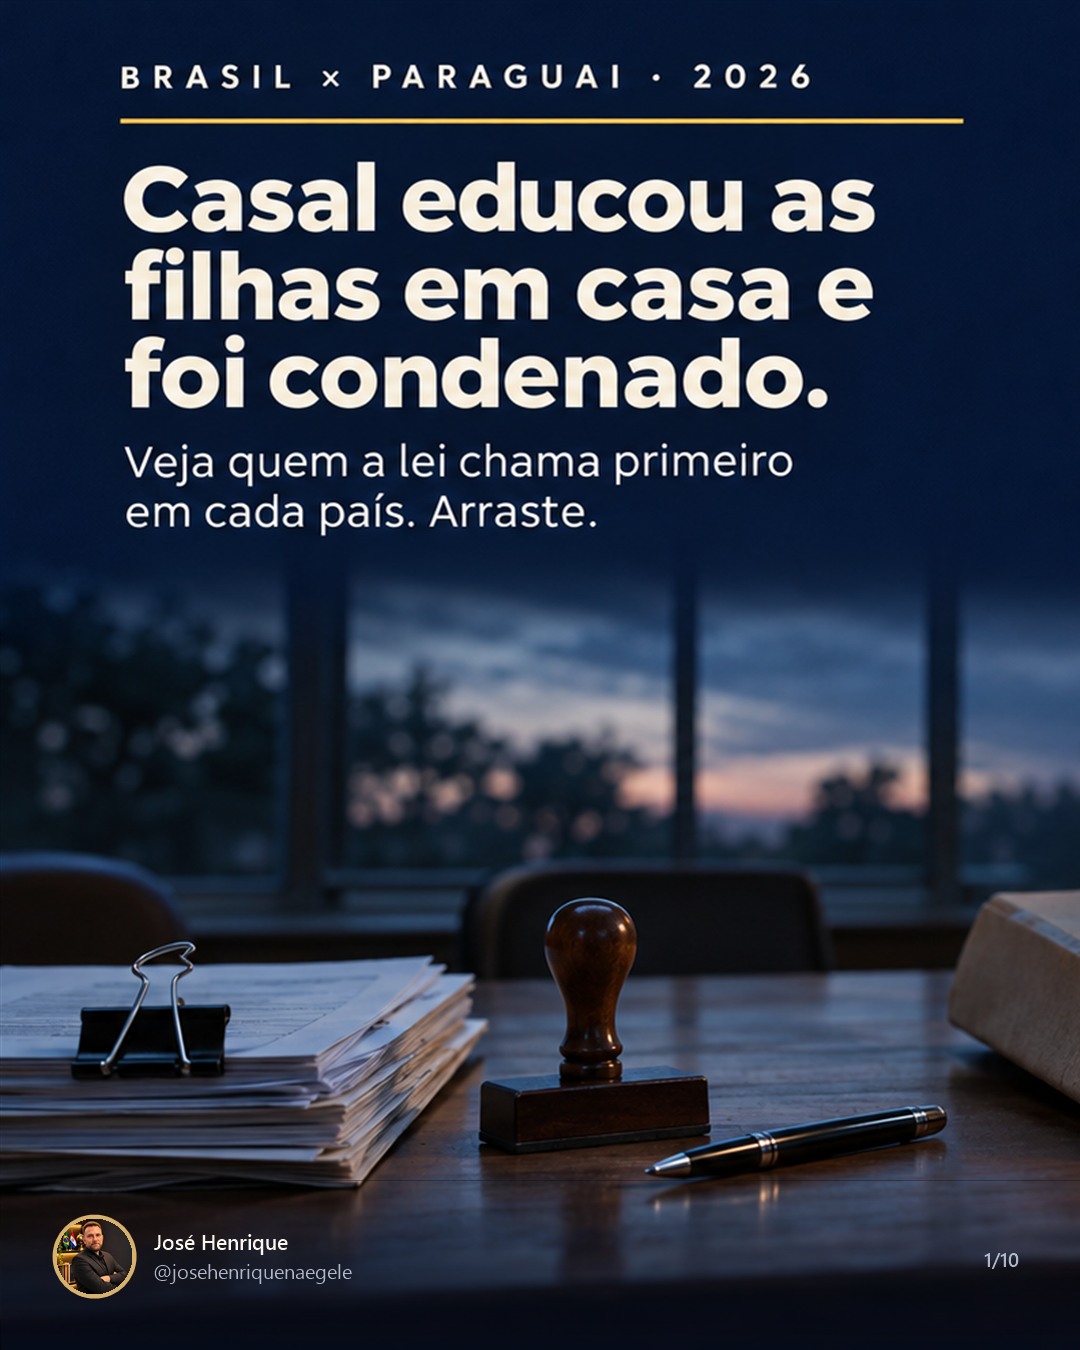 BRASIL × PARAGUAI · 2026
Casal educou as
filhas em casa e
foi condenado.
Veja quem a lei chama primeiro
em cada país. Arraste.
José Henrique
@josehenriquenaegele
1/10